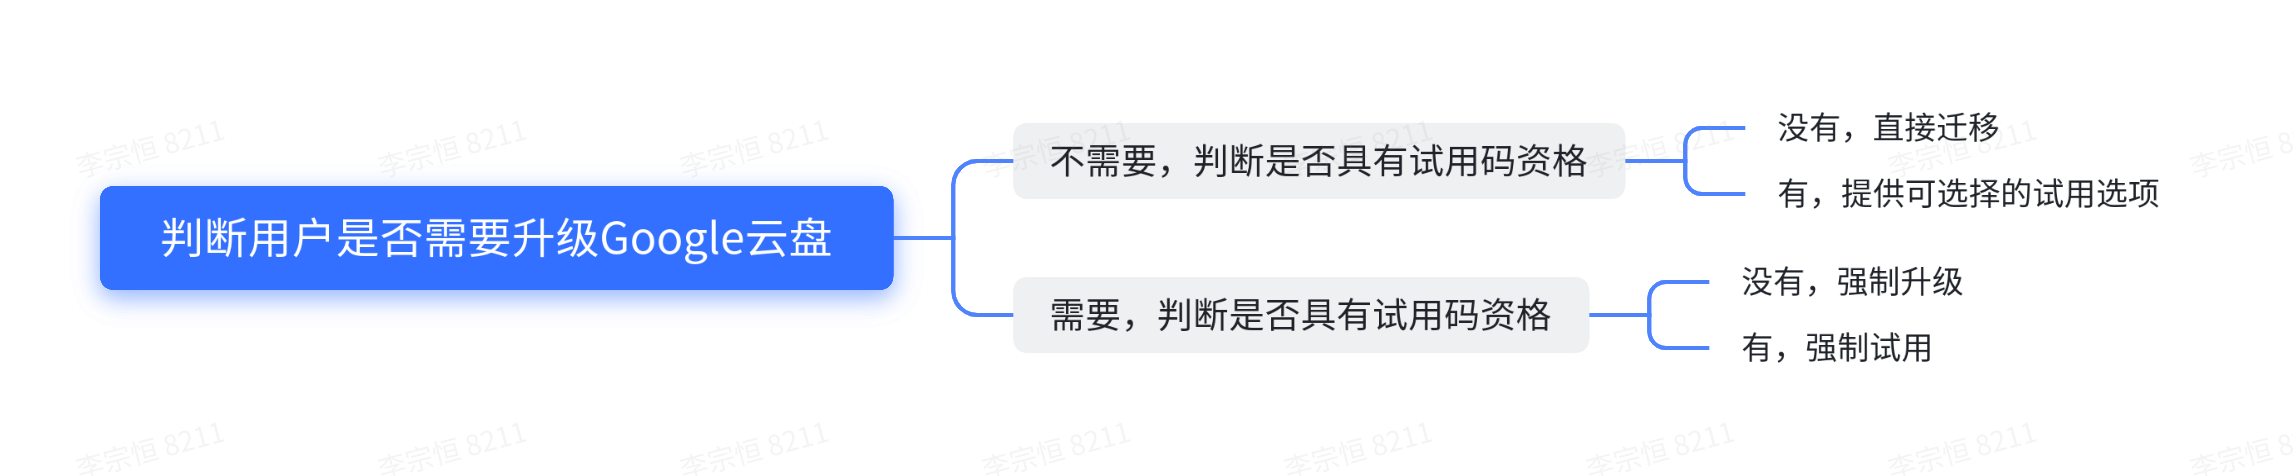 判断用户是否需要升级Google云盘
不需要，判断是否具有试用码资格
没有，直接迁移
有，提供可选择的试用选项
需要，判断是否具有试用码资格
没有，强制升级
有，强制试用
李宗恒 8211
李宗恒 8211
李宗恒 8211
李宗恒 8211
李宗恒 8211
李宗恒 8211
李宗恒 8211
李宗恒 8
李宗恒 8211
李宗恒 8211
李宗恒 8211
李宗恒 8211
李宗恒 8211
李宗恒 8211
李宗恒 8211
李宗恒 8